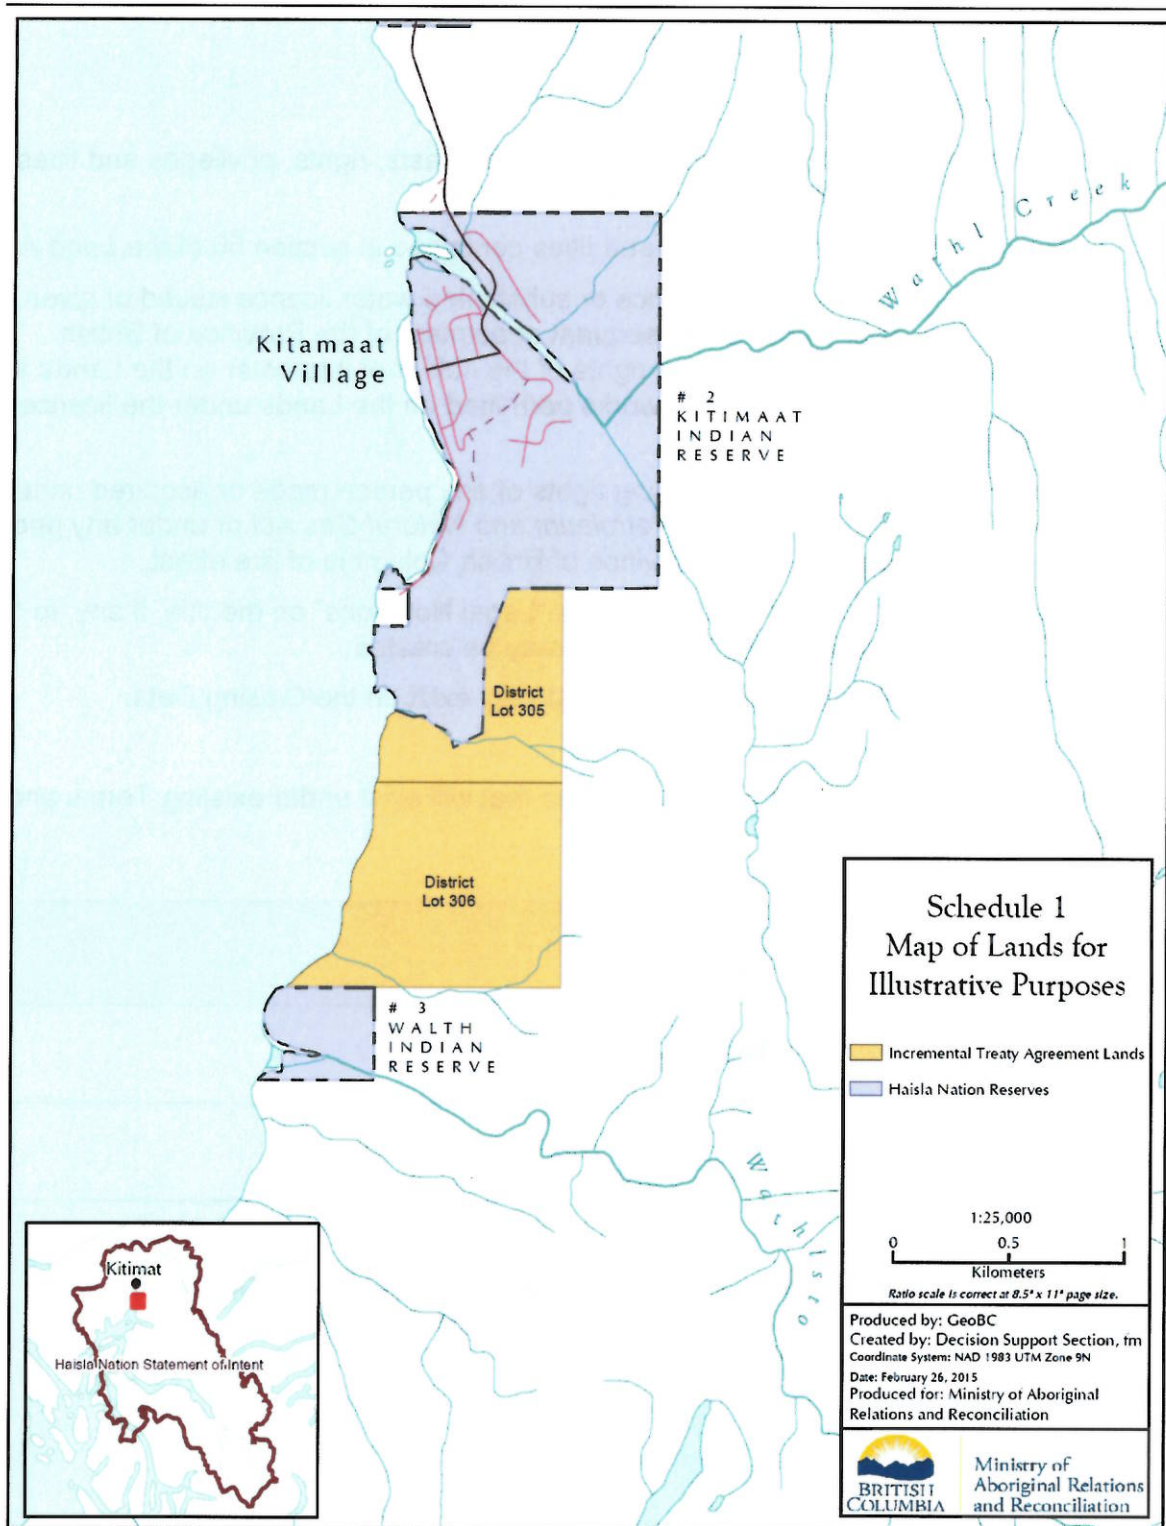 Warhl Creek
Kitamaat
Village
# 2
KITIMAAT
INDIAN
RESERVE
District
Lot 305
District
Lot 306
# 3
WALTH
INDIAN
RESERVE
Wathlsto
Schedule 1
Map of Lands for
Illustrative Purposes
Incremental Treaty Agreement Lands
Haisla Nation Reserves
1:25,000
0 0.5 1
Kilometers
Ratio scale is correct at 8.5" x 11" page size.
Produced by: GeoBC
Created by: Decision Support Section, fm
Coordinate System: NAD 1983 UTM Zone 9N
Date: February 26, 2015
Produced for: Ministry of Aboriginal
Relations and Reconciliation
BRITISH
COLUMBIA
Ministry of
Aboriginal Relations
and Reconciliation
Kitimat
Haisla Nation Statement of Intent